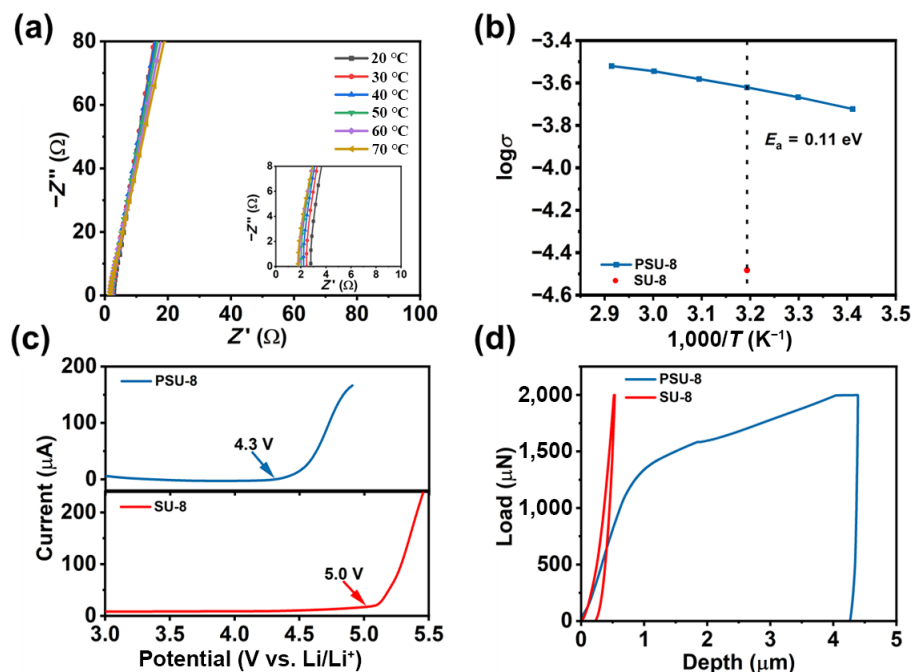 (a)
80
60
40
20
0
−Z″ (Ω)
20 °C
30 °C
40 °C
50 °C
60 °C
70 °C
8
6
4
2
0
−Z″ (Ω)
0 2 4 6 8 10
Z′ (Ω)
0 20 40 60 80 100
Z′ (Ω)
(b)
−3.4
−3.6
−3.8
−4.0
−4.2
−4.4
−4.6
logσ
Ea = 0.11 eV
PSU-8
SU-8
2.9 3.0 3.1 3.2 3.3 3.4 3.5
1,000/T (K⁻¹)
(c)
200
100
0
PSU-8
4.3 V
Current (μA)
200
100
0
SU-8
5.0 V
3.0 3.5 4.0 4.5 5.0 5.5
Potential (V vs. Li/Li⁺)
(d)
2,000
1,500
1,000
500
0
Load (μN)
PSU-8
SU-8
0 1 2 3 4 5
Depth (μm)